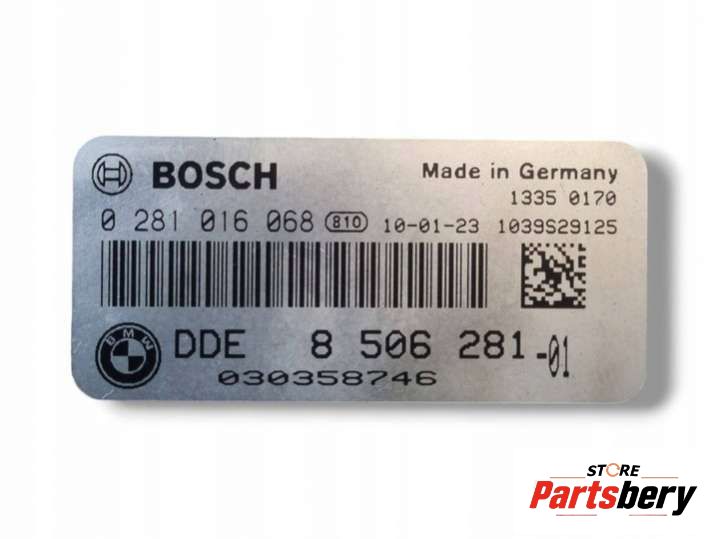 BOSCH
Made in Germany
1335 0170
0 281 016 068 810 10-01-23 1039S29125
BMW
DDE 8 506 281-01
030358746
STORE
Partsbery